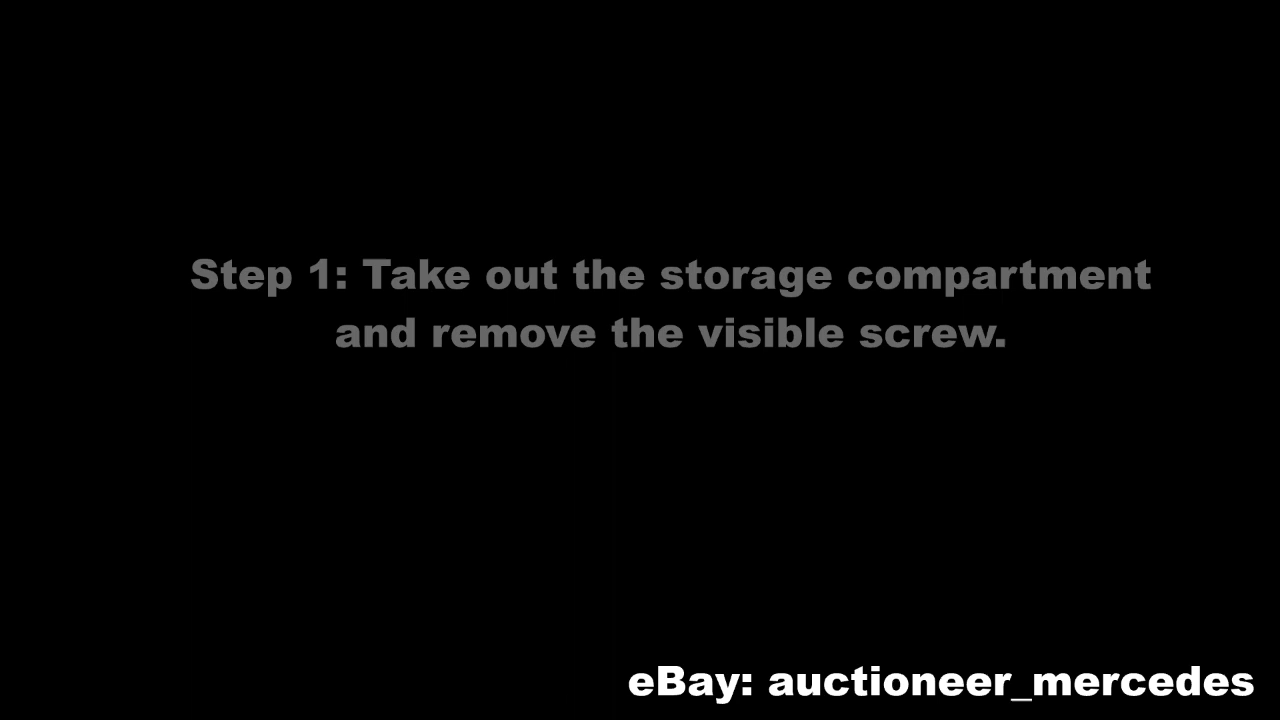 Step 1: Take out the storage compartment
and remove the visible screw.
eBay: auctioneer_mercedes